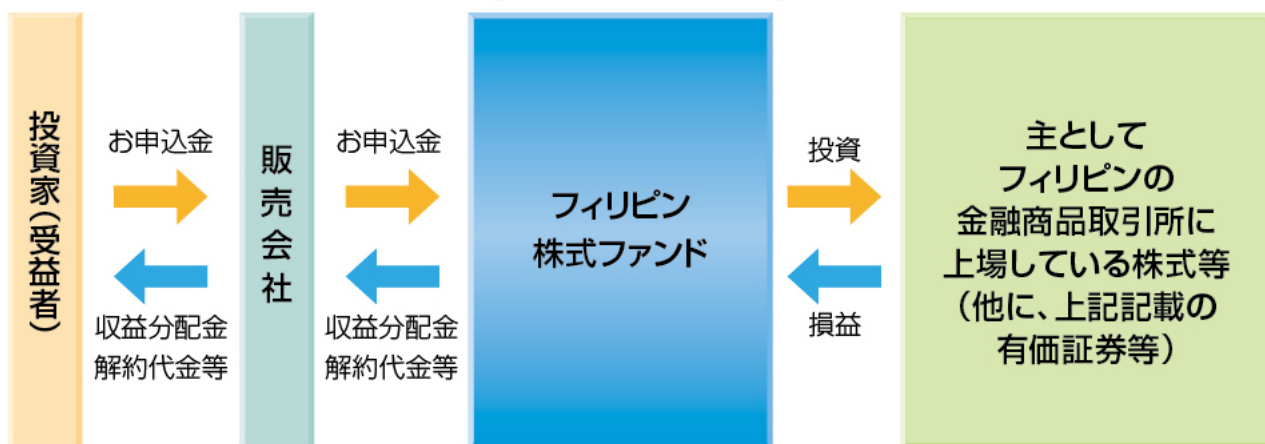 投資家(受益者)
お申込金
収益分配金
解約代金等
販売会社
お申込金
収益分配金
解約代金等
フィリピン
株式ファンド
投資
損益
主として
フィリピンの
金融商品取引所に
上場している株式等
(他に、上記記載の
有価証券等)